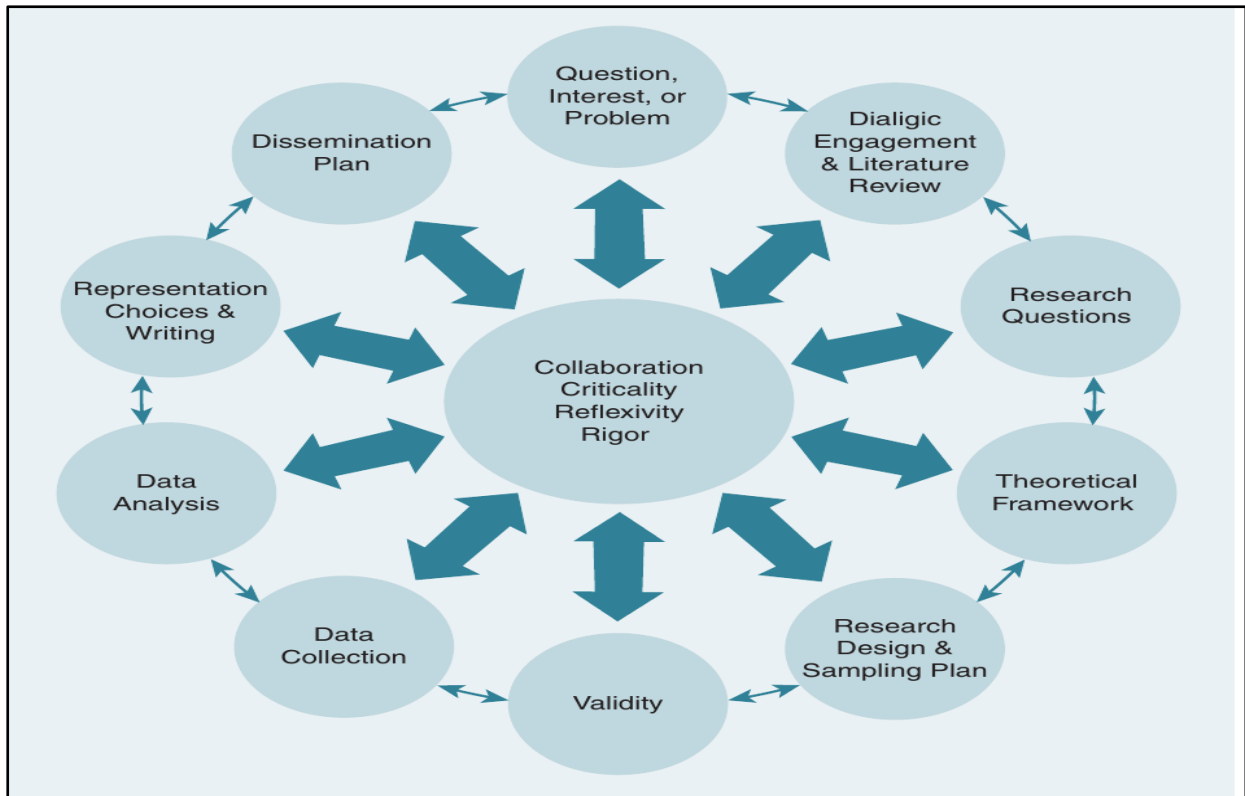 Question,
Interest, or
Problem
Dialigic
Engagement
& Literature
Review
Research
Questions
Theoretical
Framework
Research
Design &
Sampling Plan
Validity
Data
Collection
Data
Analysis
Representation
Choices &
Writing
Dissemination
Plan
Collaboration
Criticality
Reflexivity
Rigor